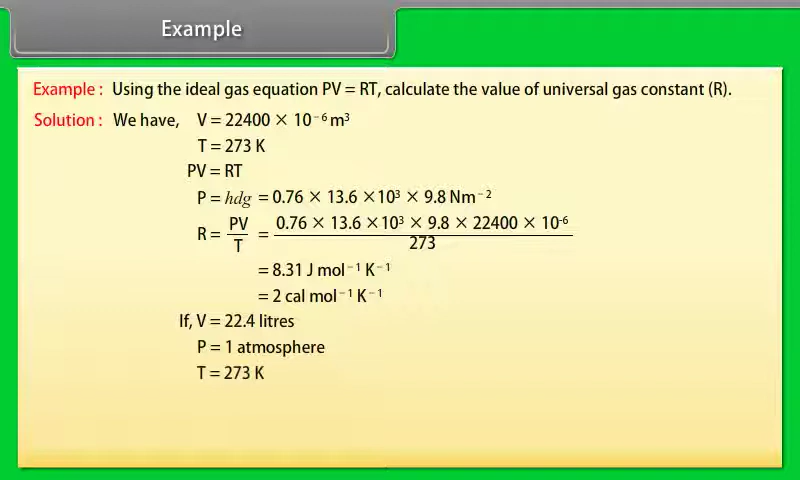 Example
Example : Using the ideal gas equation PV = RT, calculate the value of universal gas constant (R).
Solution : We have, V = 22400 × 10⁻⁶ m³
T = 273 K
PV = RT
P = hdg = 0.76 × 13.6 ×10³ × 9.8 Nm⁻²
R = PV/T = 0.76 × 13.6 ×10³ × 9.8 × 22400 × 10⁻⁶/273
= 8.31 J mol⁻¹ K⁻¹
= 2 cal mol⁻¹ K⁻¹
If, V = 22.4 litres
P = 1 atmosphere
T = 273 K